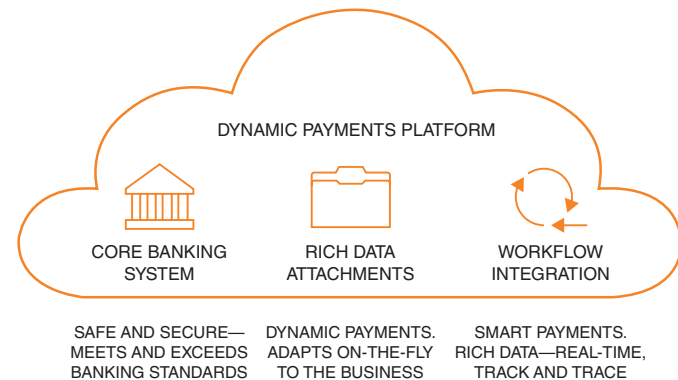 DYNAMIC PAYMENTS PLATFORM
CORE BANKING
SYSTEM
RICH DATA
ATTACHMENTS
WORKFLOW
INTEGRATION
SAFE AND SECURE—
MEETS AND EXCEEDS
BANKING STANDARDS
DYNAMIC PAYMENTS.
ADAPTS ON-THE-FLY
TO THE BUSINESS
SMART PAYMENTS.
RICH DATA—REAL-TIME,
TRACK AND TRACE